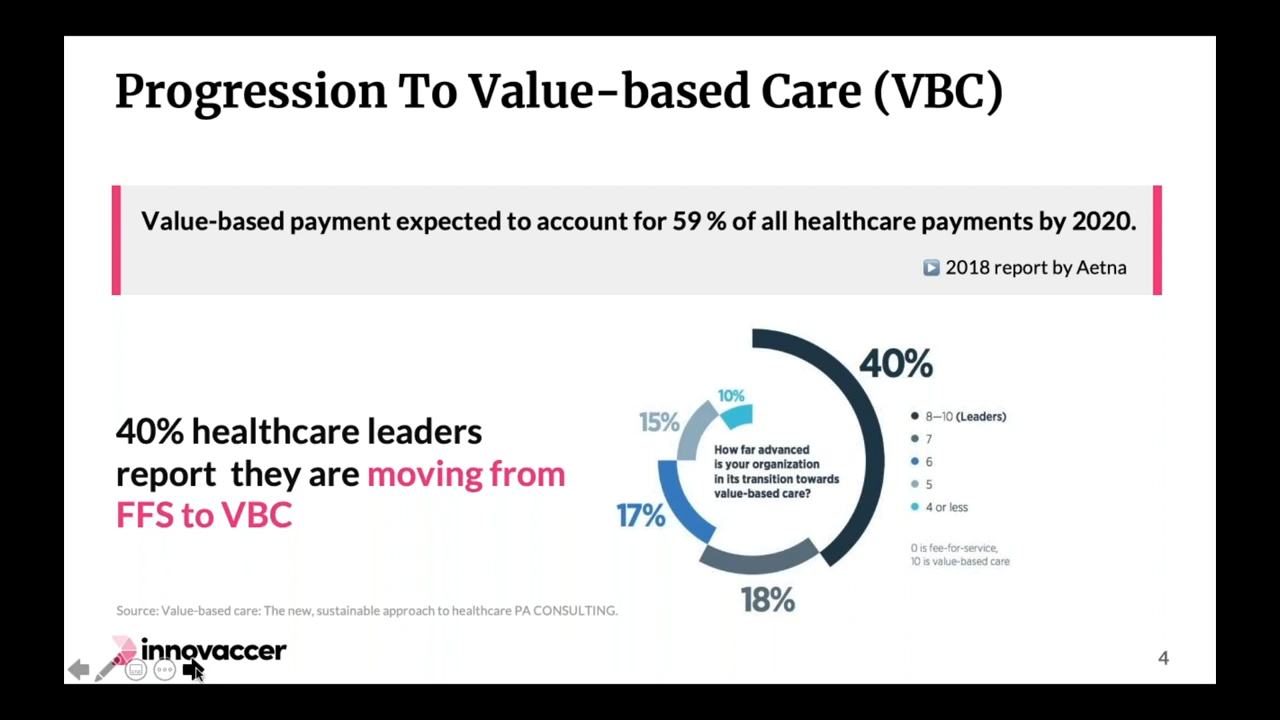 Progression To Value-based Care (VBC)
Value-based payment expected to account for 59 % of all healthcare payments by 2020.
2018 report by Aetna
40% healthcare leaders
report they are moving from
FFS to VBC
40%
10%
15%
17%
18%
How far advanced
is your organization
in its transition towards
value-based care?
8—10 (Leaders)
7
6
5
4 or less
0 is fee-for-service,
10 is value-based care
Source: Value-based care: The new, sustainable approach to healthcare PA CONSULTING.
innovaccer
4